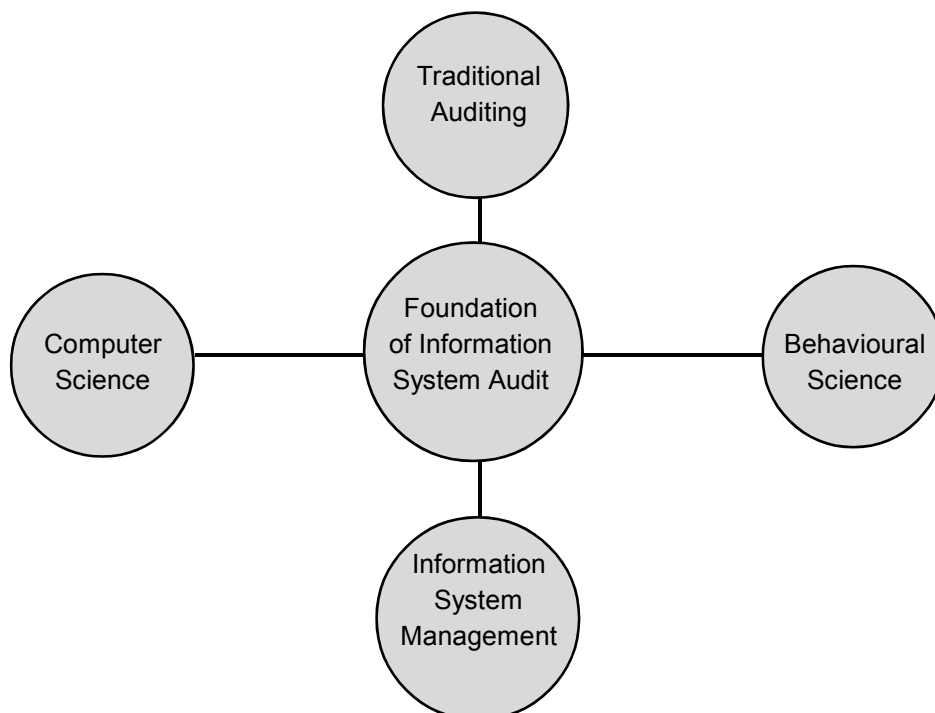 Traditional
Auditing
Foundation
of Information
System Audit
Computer
Science
Behavioural
Science
Information
System
Management